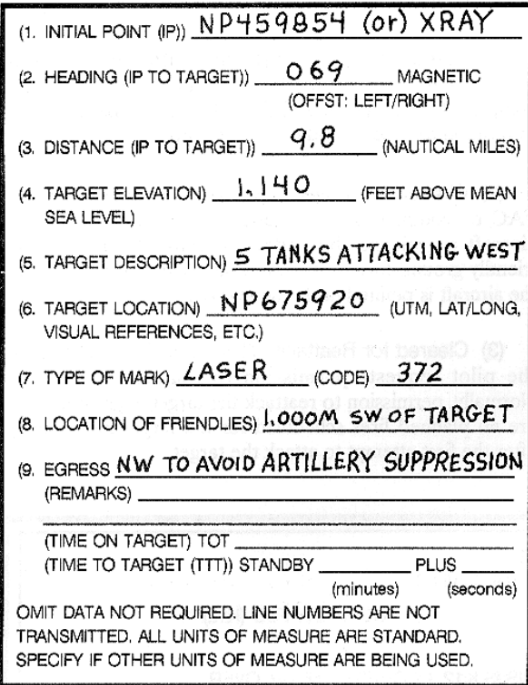 (1. INITIAL POINT (IP)) NP459854 (or) XRAY
(2. HEADING (IP TO TARGET)) 069 MAGNETIC
(OFFST: LEFT/RIGHT)
(3. DISTANCE (IP TO TARGET)) 9.8 (NAUTICAL MILES)
(4. TARGET ELEVATION) 1,140 (FEET ABOVE MEAN
SEA LEVEL)
(5. TARGET DESCRIPTION) 5 TANKS ATTACKING WEST
(6. TARGET LOCATION) NP675920 (UTM, LAT/LONG,
VISUAL REFERENCES, ETC.)
(7. TYPE OF MARK) LASER (CODE) 372
(8. LOCATION OF FRIENDLIES) 1,000M SW OF TARGET
(9. EGRESS NW TO AVOID ARTILLERY SUPPRESSION
(REMARKS)
(TIME ON TARGET) TOT
(TIME TO TARGET (TTT)) STANDBY PLUS
(minutes) (seconds)
OMIT DATA NOT REQUIRED. LINE NUMBERS ARE NOT
TRANSMITTED. ALL UNITS OF MEASURE ARE STANDARD.
SPECIFY IF OTHER UNITS OF MEASURE ARE BEING USED.